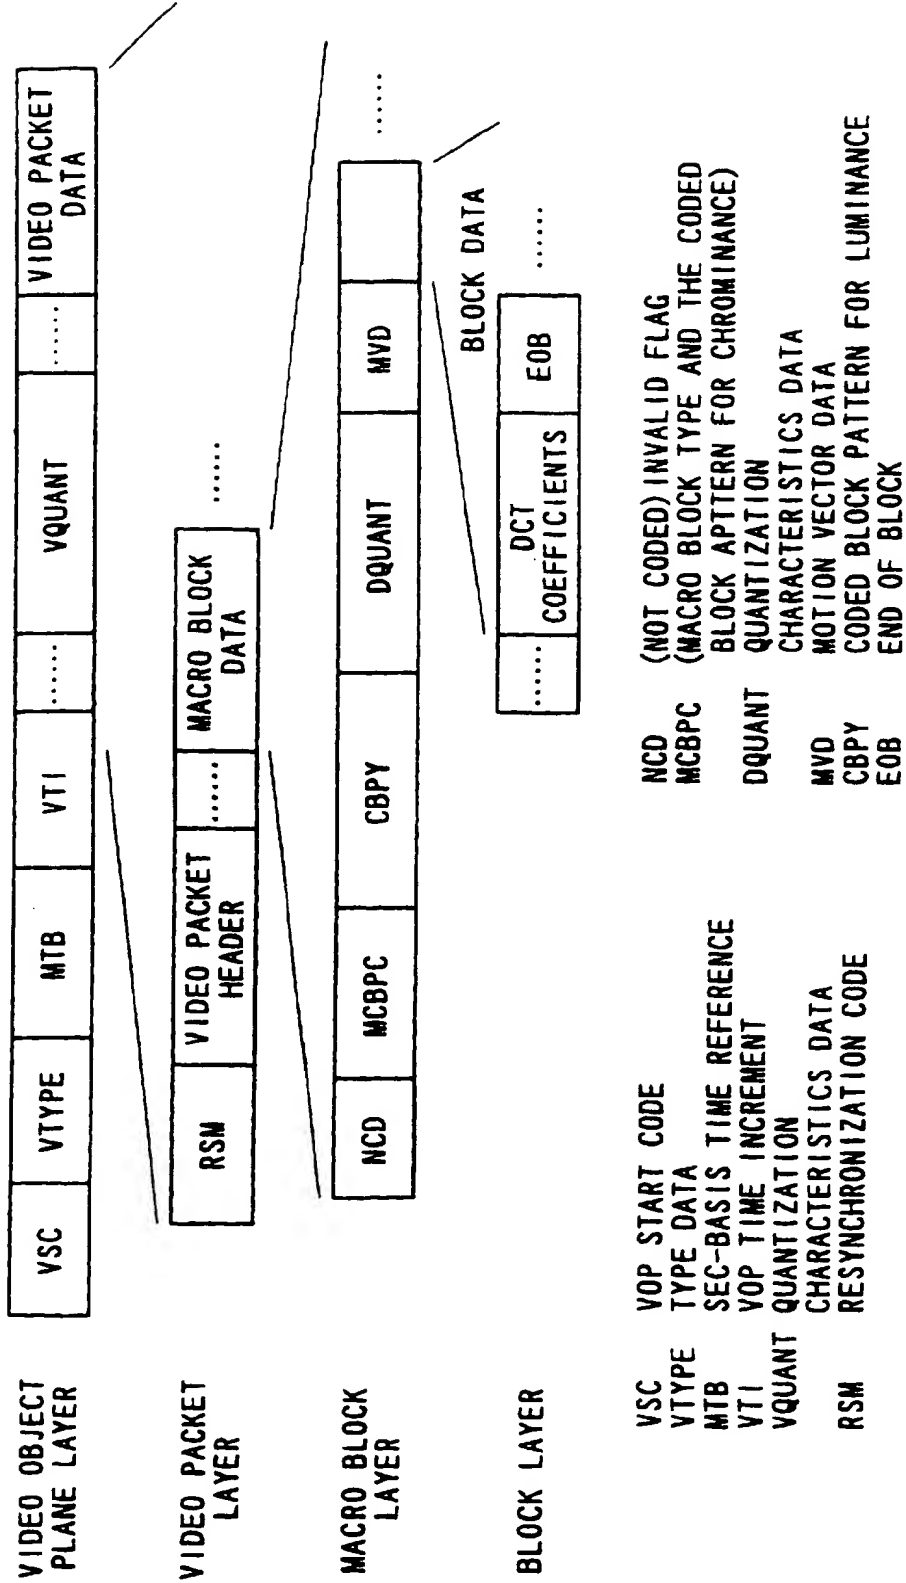 VIDEO OBJECT
PLANE LAYER
VSC
VTYPE
MTB
VTI
......
VQUANT
......
VIDEO PACKET
DATA
VIDEO PACKET
LAYER
RSM
VIDEO PACKET
HEADER
......
MACRO BLOCK
DATA
......
MACRO BLOCK
LAYER
NCD
MCBPC
CBPY
DQUANT
MVD
......
BLOCK LAYER
......
DCT
COEFFICIENTS
EOB
BLOCK DATA
......
VSC VOP START CODE
VTYPE TYPE DATA
MTB SEC-BASIS TIME REFERENCE
VTI VOP TIME INCREMENT
VQUANT QUANTIZATION
CHARACTERISTICS DATA
RSM RESYNCHRONIZATION CODE
NCD (NOT CODED)INVALID FLAG
MCBPC (MACRO BLOCK TYPE AND THE CODED
BLOCK APTTERN FOR CHROMINANCE)
DQUANT QUANTIZATION
CHARACTERISTICS DATA
MVD MOTION VECTOR DATA
CBPY CODED BLOCK PATTERN FOR LUMINANCE
EOB END OF BLOCK